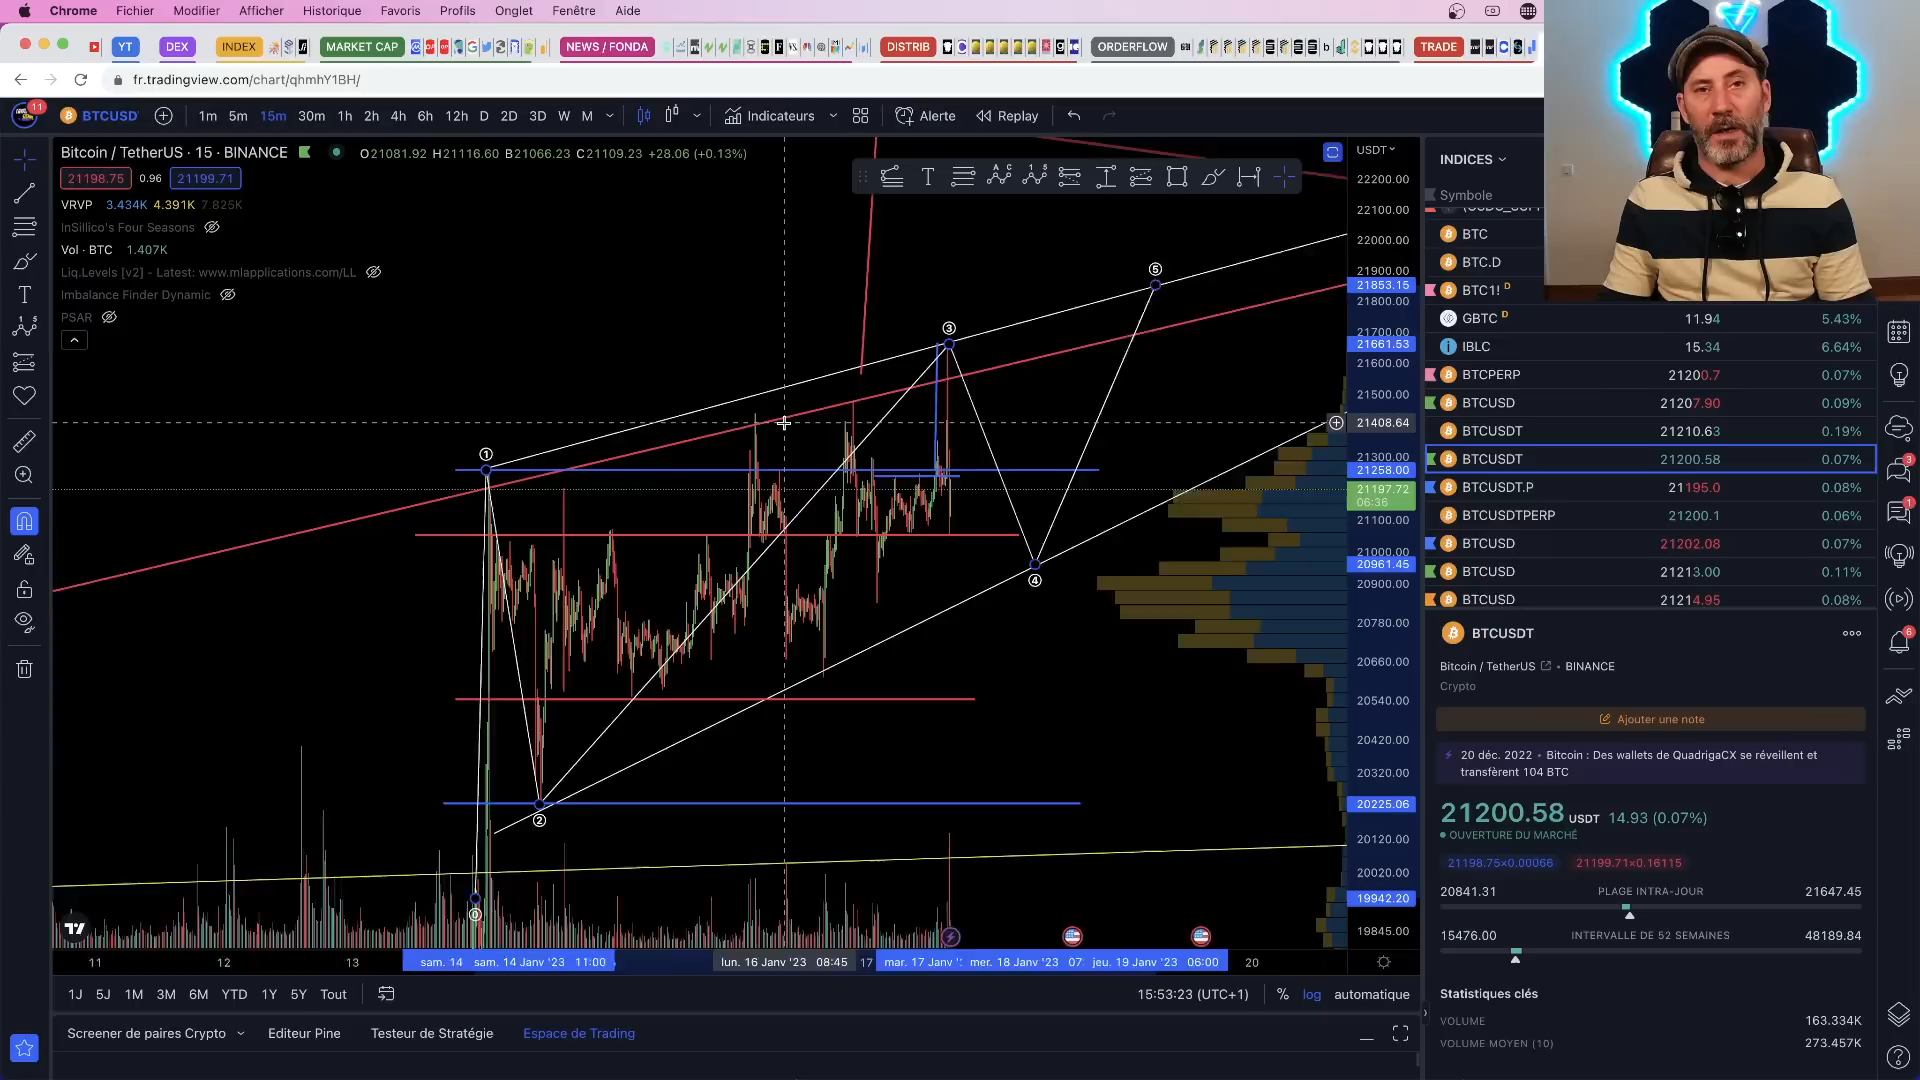 Chrome Fichier Modifier Afficher Historique Favoris Profils Onglet Fenêtre Aide
YT DEX INDEX MARKET CAP NEWS / FONDA DISTRIB ORDERFLOW TRADE
fr.tradingview.com/chart/qhmhY1BH/
11 BTCUSD 1m 5m 15m 30m 1h 2h 4h 6h 12h D 2D 3D W M Indicateurs Alerte Replay
Bitcoin / TetherUS · 15 · BINANCE O21081.92 H21116.60 B21066.23 C21109.23 +28.06 (+0.13%)
21198.75 0.96 21199.71
VRVP 3.434K 4.391K 7.825K
InSillico's Four Seasons
Vol · BTC 1.407K
Liq.Levels [v2] - Latest: www.mlapplications.com/LL
Imbalance Finder Dynamic
PSAR
0
1
2
3
4
5
USDT
22200.00
22100.00
22000.00
21900.00
21853.15
21800.00
21700.00
21661.53
21600.00
21500.00
21408.64
21300.00
21258.00
21197.72
06:36
21100.00
21000.00
20961.45
20900.00
20780.00
20660.00
20540.00
20420.00
20320.00
20225.06
20120.00
20020.00
19942.20
19845.00
11 12 13 sam. 14 sam. 14 Janv '23 11:00 lun. 16 Janv '23 08:45 17 mar. 17 Janv '2 mer. 18 Janv '23 07: jeu. 19 Janv '23 06:00 20
1J 5J 1M 3M 6M YTD 1Y 5Y Tout 15:53:23 (UTC+1) % log automatique
Screener de paires Crypto Editeur Pine Testeur de Stratégie Espace de Trading
INDICES
Symbole
BTC
BTC.D
BTC1! D
GBTC D 11.94 5.43%
IBLC 15.34 6.64%
BTCPERP 21200.7 0.07%
BTCUSD 21207.90 0.09%
BTCUSDT 21210.63 0.19%
BTCUSDT 21200.58 0.07%
BTCUSDT.P 21195.0 0.08%
BTCUSDTPERP 21200.1 0.06%
BTCUSD 21202.08 0.07%
BTCUSD 21213.00 0.11%
BTCUSD 21214.95 0.08%
BTCUSDT
Bitcoin / TetherUS • BINANCE
Crypto
Ajouter une note
20 déc. 2022 • Bitcoin : Des wallets de QuadrigaCX se réveillent et
transfèrent 104 BTC
21200.58 USDT 14.93 (0.07%)
OUVERTURE DU MARCHÉ
21198.75×0.00066 21199.71×0.16115
20841.31 PLAGE INTRA-JOUR 21647.45
15476.00 INTERVALLE DE 52 SEMAINES 48189.84
Statistiques clés
VOLUME 163.334K
VOLUME MOYEN (10) 273.457K
3
1
6